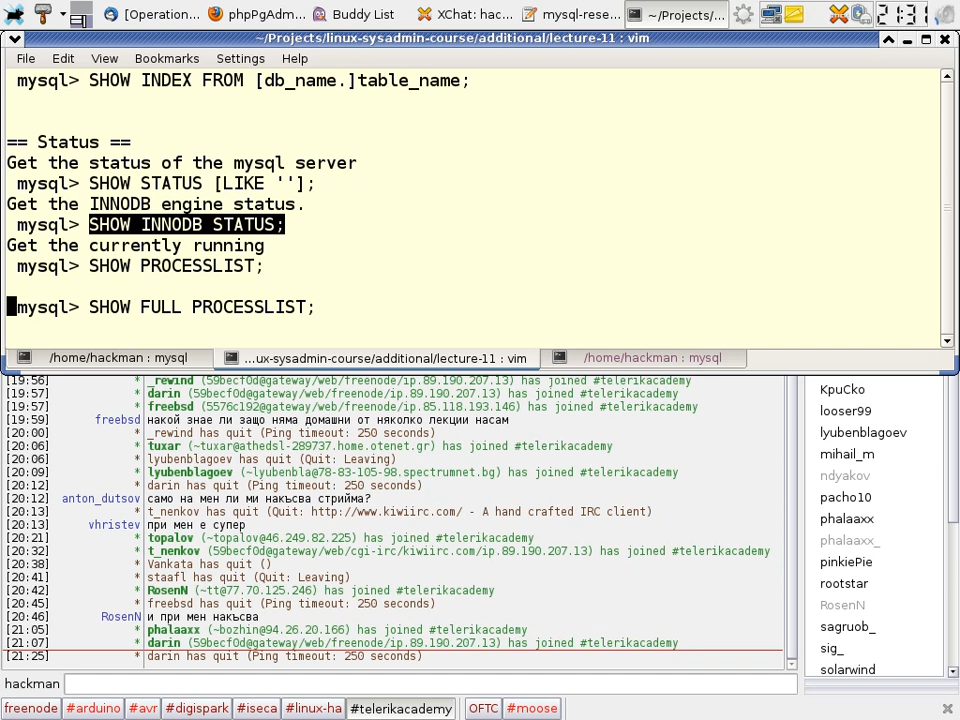 [Operation...
phpPgAdm...
Buddy List
XChat: hac...
mysql-rese...
~/Projects/...
21:31
~/Projects/linux-sysadmin-course/additional/lecture-11 : vim
File Edit View Bookmarks Settings Help
mysql> SHOW INDEX FROM [db_name.]table_name;
== Status ==
Get the status of the mysql server
mysql> SHOW STATUS [LIKE ''];
Get the INNODB engine status.
mysql> SHOW INNODB STATUS;
Get the currently running
mysql> SHOW PROCESSLIST;
mysql> SHOW FULL PROCESSLIST;
/home/hackman : mysql
...ux-sysadmin-course/additional/lecture-11 : vim
/home/hackman : mysql
[19:56] * _rewind (59becf0d@gateway/web/freenode/ip.89.190.207.13) has joined #telerikacademy
[19:57] * darin (59becf0d@gateway/web/freenode/ip.89.190.207.13) has joined #telerikacademy
[19:57] * freebsd (5576c192@gateway/web/freenode/ip.85.118.193.146) has joined #telerikacademy
[19:59] freebsd някой знае ли защо няма домашни от няколко лекции насам
[20:00] * _rewind has quit (Ping timeout: 250 seconds)
[20:06] * tuxar (~tuxar@athedsl-289737.home.otenet.gr) has joined #telerikacademy
[20:06] * lyubenblagoev has quit (Quit: Leaving)
[20:09] * lyubenblagoev (~lyubenbla@78-83-105-98.spectrumnet.bg) has joined #telerikacademy
[20:12] * darin has quit (Ping timeout: 250 seconds)
[20:12] anton_dutsov само на мен ли ми накъсва стрийма?
[20:13] * t_nenkov has quit (Quit: http://www.kiwiirc.com/ - A hand crafted IRC client)
[20:13] vhristev при мен е супер
[20:21] * topalov (~topalov@46.249.82.225) has joined #telerikacademy
[20:32] * t_nenkov (59becf0d@gateway/web/cgi-irc/kiwiirc.com/ip.89.190.207.13) has joined #telerikacademy
[20:38] * Vankata has quit ()
[20:41] * staafl has quit (Quit: Leaving)
[20:42] * RosenN (~tt@77.70.125.246) has joined #telerikacademy
[20:45] * freebsd has quit (Ping timeout: 250 seconds)
[20:46] RosenN и при мен накъсва
[21:05] * phalaaxx (~bozhin@94.26.20.166) has joined #telerikacademy
[21:07] * darin (59becf0d@gateway/web/freenode/ip.89.190.207.13) has joined #telerikacademy
[21:25] * darin has quit (Ping timeout: 250 seconds)
KpuCko
looser99
lyubenblagoev
mihail_m
ndyakov
pacho10
phalaaxx
phalaaxx_
pinkiePie
rootstar
RosenN
sagruob_
sig_
solarwind
hackman
freenode #arduino #avr #digispark #iseca #linux-ha #telerikacademy OFTC #moose